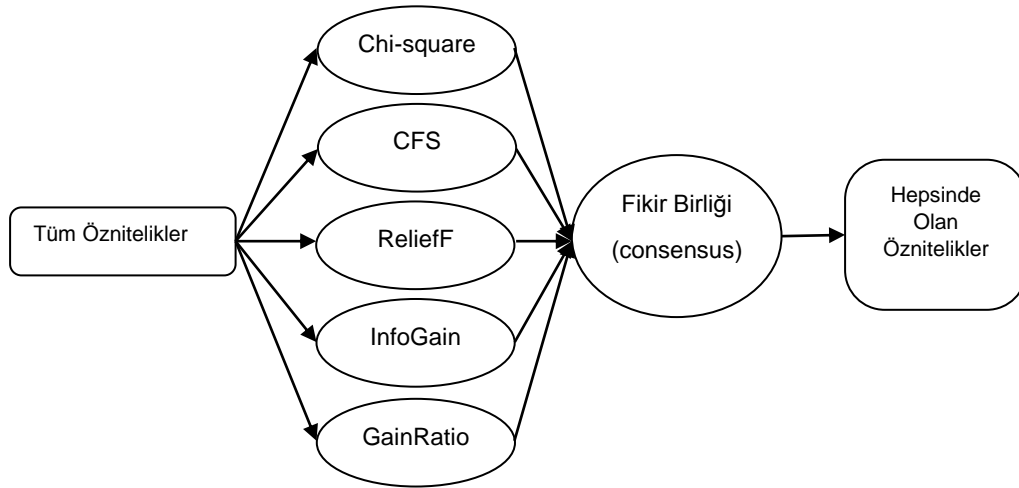 Tüm Öznitelikler
Chi-square
CFS
ReliefF
InfoGain
GainRatio
Fikir Birliği
(consensus)
Hepsinde
Olan
Öznitelikler